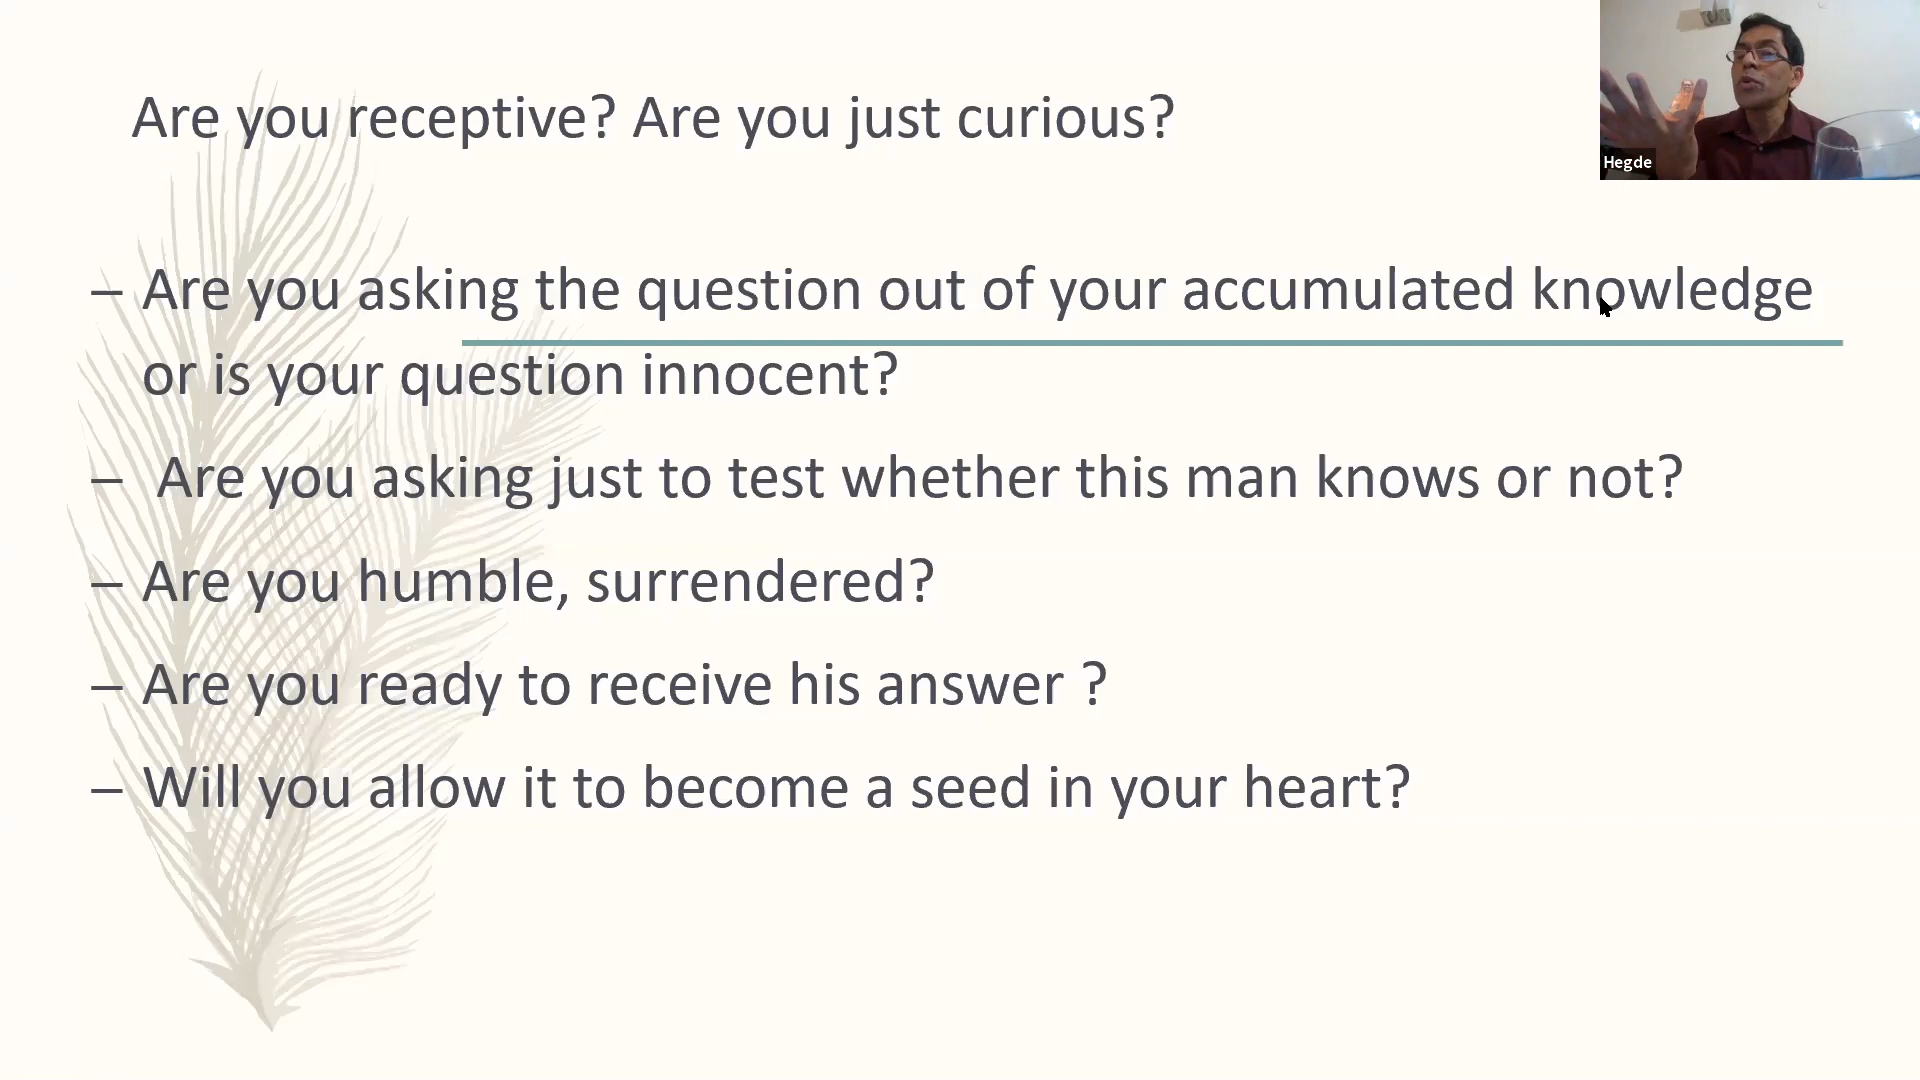 Are you receptive? Are you just curious?
Hegde
– Are you asking the question out of your accumulated knowledge
or is your question innocent?
– Are you asking just to test whether this man knows or not?
– Are you humble, surrendered?
– Are you ready to receive his answer ?
– Will you allow it to become a seed in your heart?